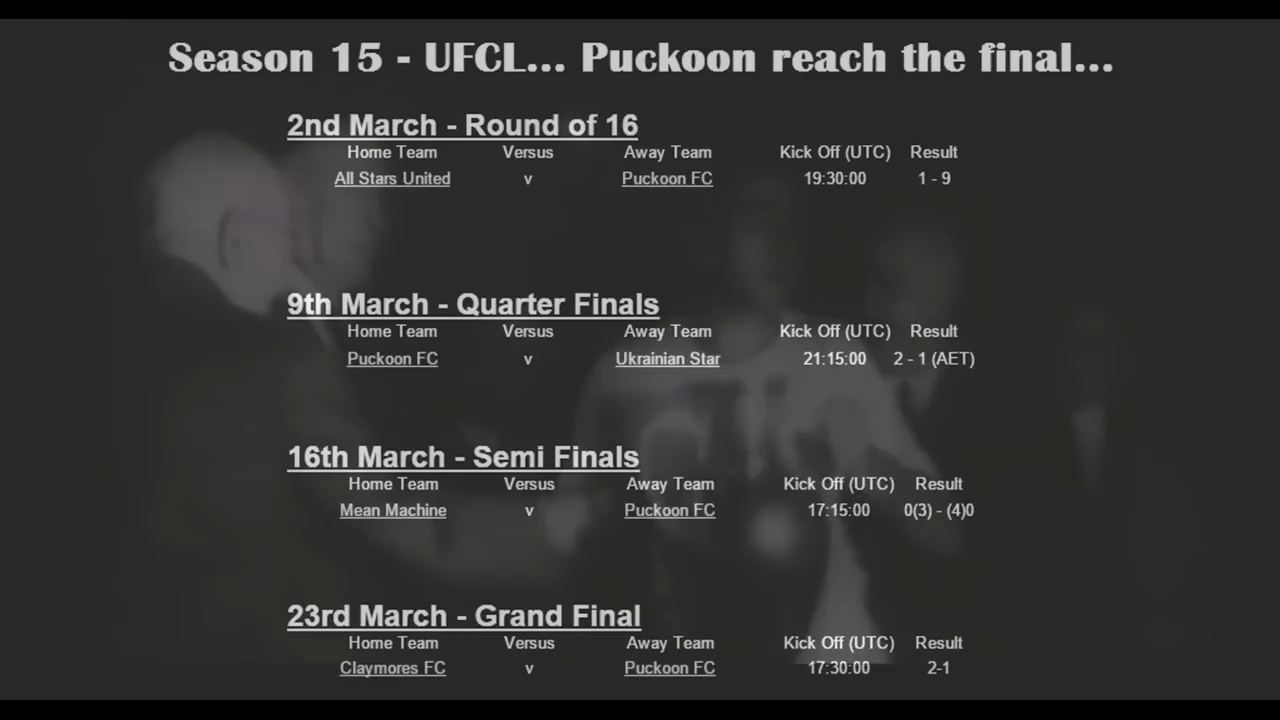 Season 15 - UFCL... Puckoon reach the final...
2nd March - Round of 16
Home Team Versus Away Team Kick Off (UTC) Result
All Stars United v Puckoon FC 19:30:00 1 - 9
9th March - Quarter Finals
Home Team Versus Away Team Kick Off (UTC) Result
Puckoon FC v Ukrainian Star 21:15:00 2 - 1 (AET)
16th March - Semi Finals
Home Team Versus Away Team Kick Off (UTC) Result
Mean Machine v Puckoon FC 17:15:00 0(3) - (4)0
23rd March - Grand Final
Home Team Versus Away Team Kick Off (UTC) Result
Claymores FC v Puckoon FC 17:30:00 2-1